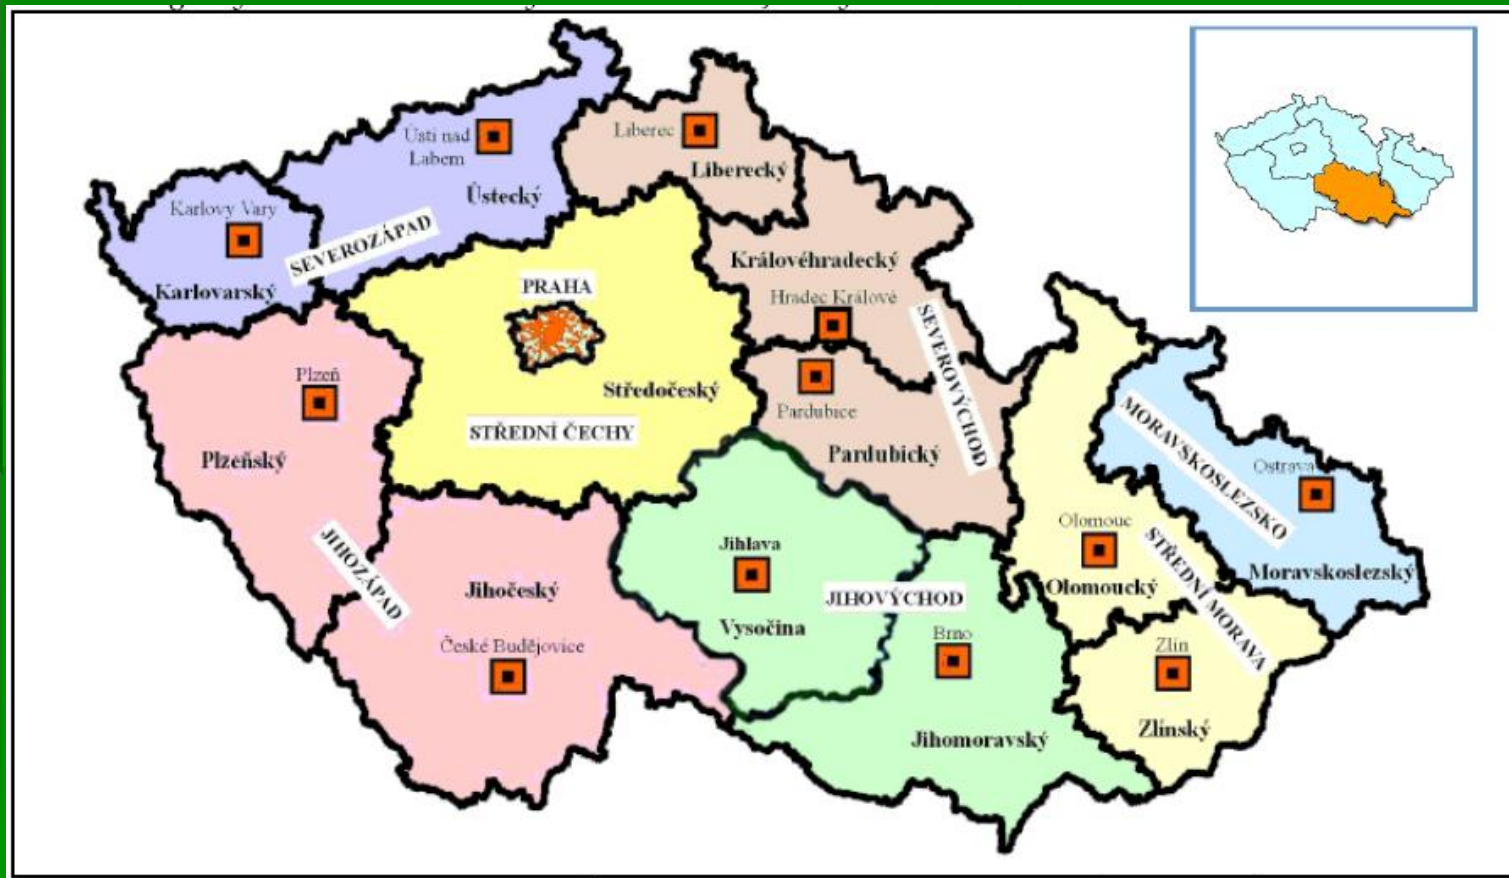 Ústi nad
Labem
Liberec
Liberecký
Ústecký
Karlovy Vary
SEVEROZÁPAD
Karlovarský
Královéhradecký
PRAHA
Hradec Králové
SEVEROVÝCHOD
Plzeň
Středočeský
Pardubice
MORAVSKOSLEZSKO
STŘEDNÍ ČECHY
Plzeňský
Pardubický
Ostrava
Olomouc
STŘEDNÍ MORAVA
JIHOZÁPAD
Jihlava
Moravskoslezský
Jihočeský
JIHOVÝCHOD
Olomoucký
Vysočina
České Budějovice
Brno
Zlín
Zlínský
Jihomoravský